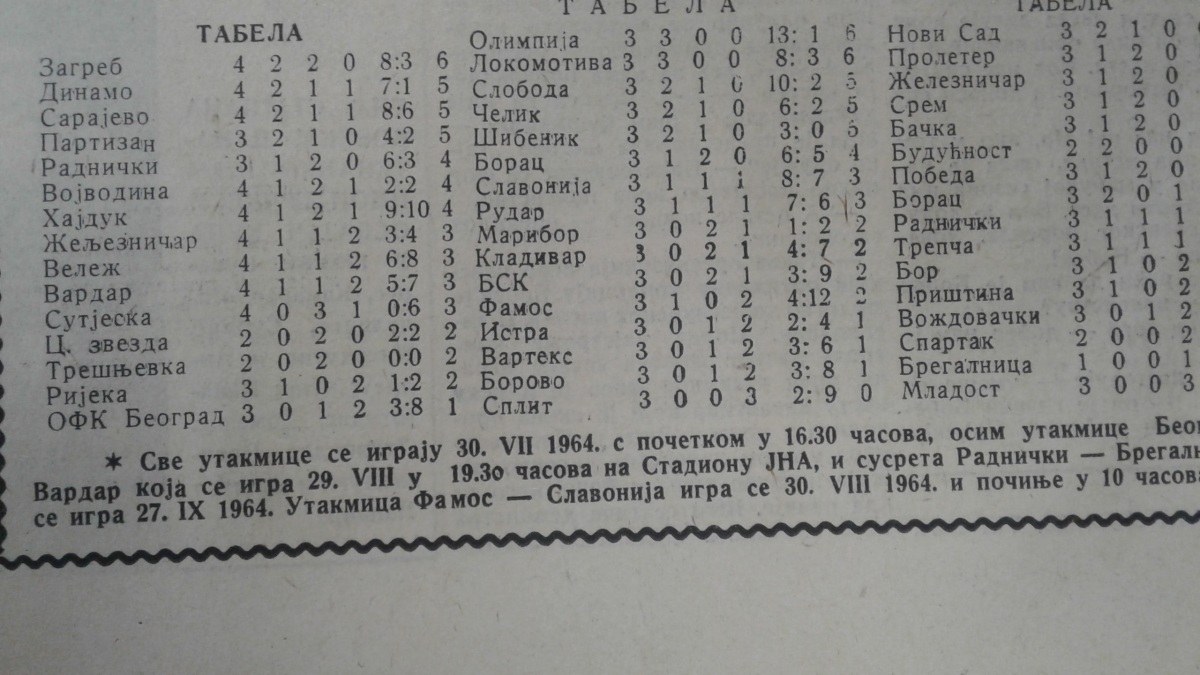 ТАБЕЛА
Загреб 4 2 2 0 8:3 6
Динамо 4 2 1 1 7:1 5
Сарајево 4 2 1 1 8:6 5
Партизан 3 2 1 0 4:2 5
Раднички 3 1 2 0 6:3 4
Војводина 4 1 2 1 2:2 4
Хајдук 4 1 2 1 9:10 4
Жељезничар 4 1 1 2 3:4 3
Вележ 4 1 1 2 6:8 3
Вардар 4 1 1 2 5:7 3
Сутјеска 4 0 3 1 0:6 3
Ц. звезда 2 0 2 0 2:2 2
Трешњевка 2 0 2 0 0:0 2
Ријека 3 1 0 2 1:2 2
ОФК Београд 3 0 1 2 3:8 1
ТАБЕЛА
Олимпија 3 3 0 0 13: 1 6
Локомотива 3 3 0 0 8: 3 6
Слобода 3 2 1 0 10: 2 5
Челик 3 2 1 0 6: 2 5
Шибеник 3 2 1 0 3: 0 5
Борац 3 1 2 0 6: 5 4
Славонија 3 1 1 1 8: 7 3
Рудар 3 1 1 1 7: 6 3
Марибор 3 0 2 1 1: 2 2
Кладивар 3 0 2 1 4: 7 2
БСК 3 0 2 1 3: 9 2
Фамос 3 1 0 2 4:12 2
Истра 3 0 1 2 2: 4 1
Вартекс 3 0 1 2 3: 6 1
Борово 3 0 1 2 3: 8 1
Сплит 3 0 0 3 2: 9 0
ТАБЕЛА
Нови Сад 3 2 1 0
Пролетер 3 1 2 0
Железничар 3 1 2 0
Срем 3 1 2 0
Бачка 3 1 2 0
Будућност 2 2 0 0
Победа 3 1 2 0
Борац 3 2 0 1
Раднички 3 1 1 1
Трепча 3 1 1 1
Бор 3 1 0 2
Приштина 3 1 0 2
Вождовачки 3 0 1 2
Спартак 2 0 0 2
Брегалница 1 0 0 1
Младост 3 0 0 3
* Све утакмице се играју 30. VII 1964. с почетком у 16.30 часова, осим утакмице Беог
Вардар која се игра 29. VIII у 19.30 часова на Стадиону ЈНА, и сусрета Раднички — Брегалн
се игра 27. IX 1964. Утакмица Фамос — Славонија игра се 30. VIII 1964. и почиње у 10 часова